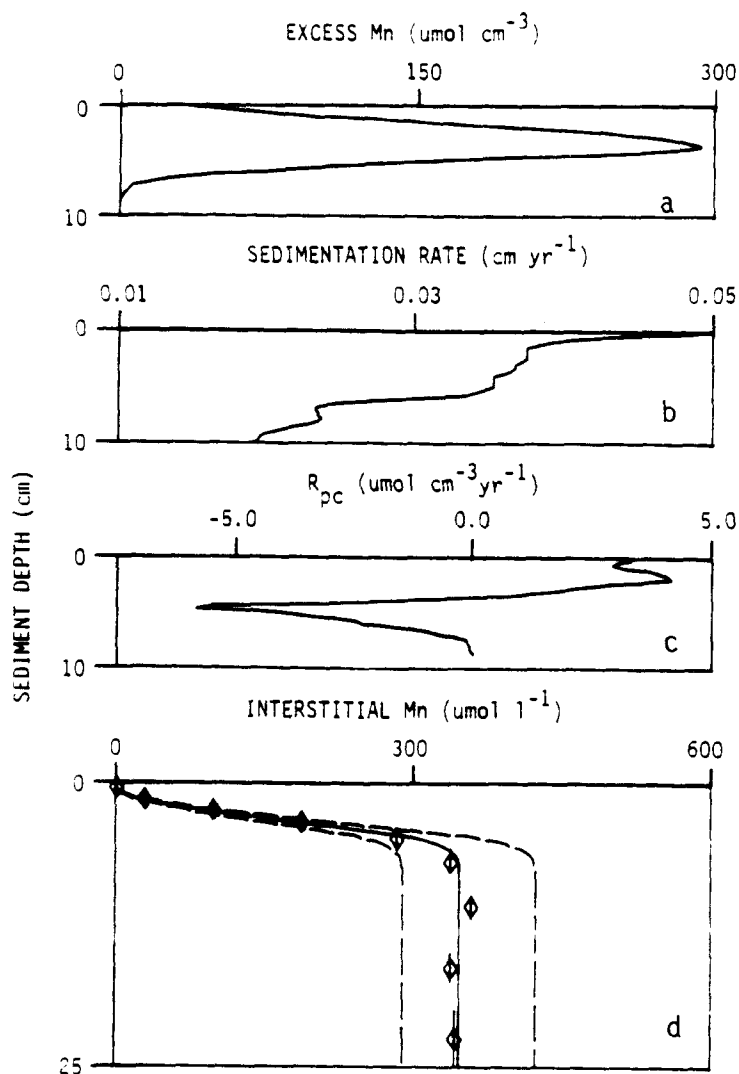 EXCESS Mn (umol cm⁻³)
0 150 300
0
10
a
SEDIMENTATION RATE (cm yr⁻¹)
0.01 0.03 0.05
0
10
b
R_pc (umol cm⁻³yr⁻¹)
-5.0 0.0 5.0
0
10
c
SEDIMENT DEPTH (cm)
INTERSTITIAL Mn (umol l⁻¹)
0 300 600
0
25
d